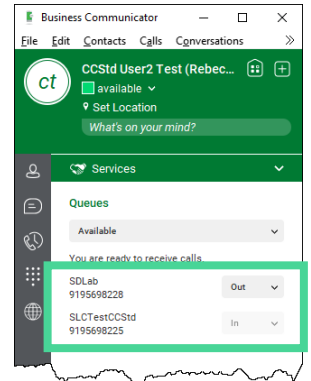 Business Communicator
File Edit Contacts Calls Conversations »
ct
CCStd User2 Test (Rebec...
available
Set Location
What's on your mind?
Services
Queues
Available
You are ready to receive calls.
SDLab
9195698228
Out
SLCTestCCStd
9195698225
In